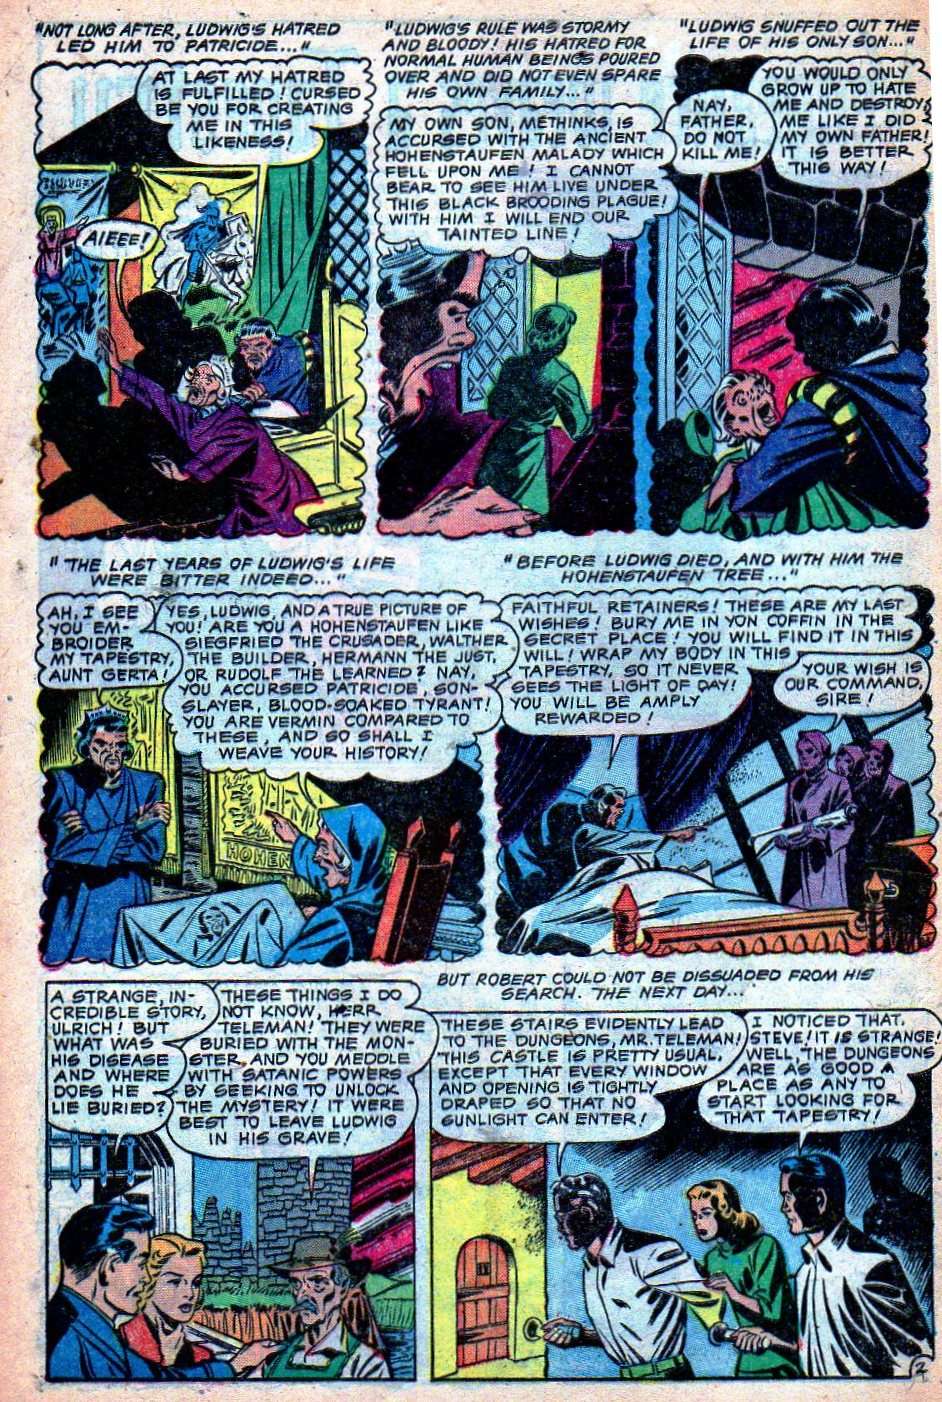 "NOT LONG AFTER, LUDWIG'S HATRED
LED HIM TO PATRICIDE..."
AT LAST MY HATRED
IS FULFILLED! CURSED
BE YOU FOR CREATING
ME IN THIS
LIKENESS!
AIEEE!
"LUDWIG'S RULE WAS STORMY
AND BLOODY! HIS HATRED FOR
NORMAL HUMAN BEINGS POURED
OVER AND DID NOT EVEN SPARE
HIS OWN FAMILY..."
MY OWN SON, METHINKS, IS
ACCURSED WITH THE ANCIENT
HOHENSTAUFEN MALADY WHICH
FELL UPON ME! I CANNOT
BEAR TO SEE HIM LIVE UNDER
THIS BLACK BROODING PLAGUE!
WITH HIM I WILL END OUR
TAINTED LINE!
"LUDWIG SNUFFED OUT THE
LIFE OF HIS ONLY SON..."
NAY,
FATHER,
DO NOT
KILL ME!
YOU WOULD ONLY
GROW UP TO HATE
ME AND DESTROY
ME LIKE I DID
MY OWN FATHER!
IT IS BETTER
THIS WAY!
"THE LAST YEARS OF LUDWIG'S LIFE
WERE BITTER INDEED..."
AH, I SEE
YOU EM-
BROIDER
MY TAPESTRY,
AUNT GERTA!
YES, LUDWIG, AND A TRUE PICTURE OF
YOU! ARE YOU A HOHENSTAUFEN LIKE
SIEGFRIED THE CRUSADER, WALTHER
THE BUILDER, HERMANN THE JUST,
OR RUDOLF THE LEARNED? NAY,
YOU ACCURSED PATRICIDE, SON-
SLAYER, BLOOD-SOAKED TYRANT!
YOU ARE VERMIN COMPARED TO
THESE, AND SO SHALL I
WEAVE YOUR HISTORY!
HOHEN
"BEFORE LUDWIG DIED, AND WITH HIM THE
HOHENSTAUFEN TREE..."
FAITHFUL RETAINERS! THESE ARE MY LAST
WISHES! BURY ME IN YON COFFIN IN THE
SECRET PLACE! YOU WILL FIND IT IN THIS
WILL! WRAP MY BODY IN THIS
TAPESTRY, SO IT NEVER
SEES THE LIGHT OF DAY!
YOU WILL BE AMPLY
REWARDED!
YOUR WISH IS
OUR COMMAND,
SIRE!
A STRANGE, IN-
CREDIBLE STORY,
ULRICH! BUT
WHAT WAS
HIS DISEASE
AND WHERE
DOES HE
LIE BURIED?
THESE THINGS I DO
NOT KNOW, HERR
TELEMAN! THEY WERE
BURIED WITH THE MON-
STER, AND YOU MEDDLE
WITH SATANIC POWERS
BY SEEKING TO UNLOCK
THE MYSTERY! IT WERE
BEST TO LEAVE LUDWIG
IN HIS GRAVE!
BUT ROBERT COULD NOT BE DISSUADED FROM HIS
SEARCH. THE NEXT DAY...
THESE STAIRS EVIDENTLY LEAD
TO THE DUNGEONS, MR. TELEMAN!
THIS CASTLE IS PRETTY USUAL,
EXCEPT THAT EVERY WINDOW
AND OPENING IS TIGHTLY
DRAPED SO THAT NO
SUNLIGHT CAN ENTER!
I NOTICED THAT,
STEVE! IT IS STRANGE!
WELL, THE DUNGEONS
ARE AS GOOD A
PLACE AS ANY TO
START LOOKING FOR
THAT TAPESTRY!
2